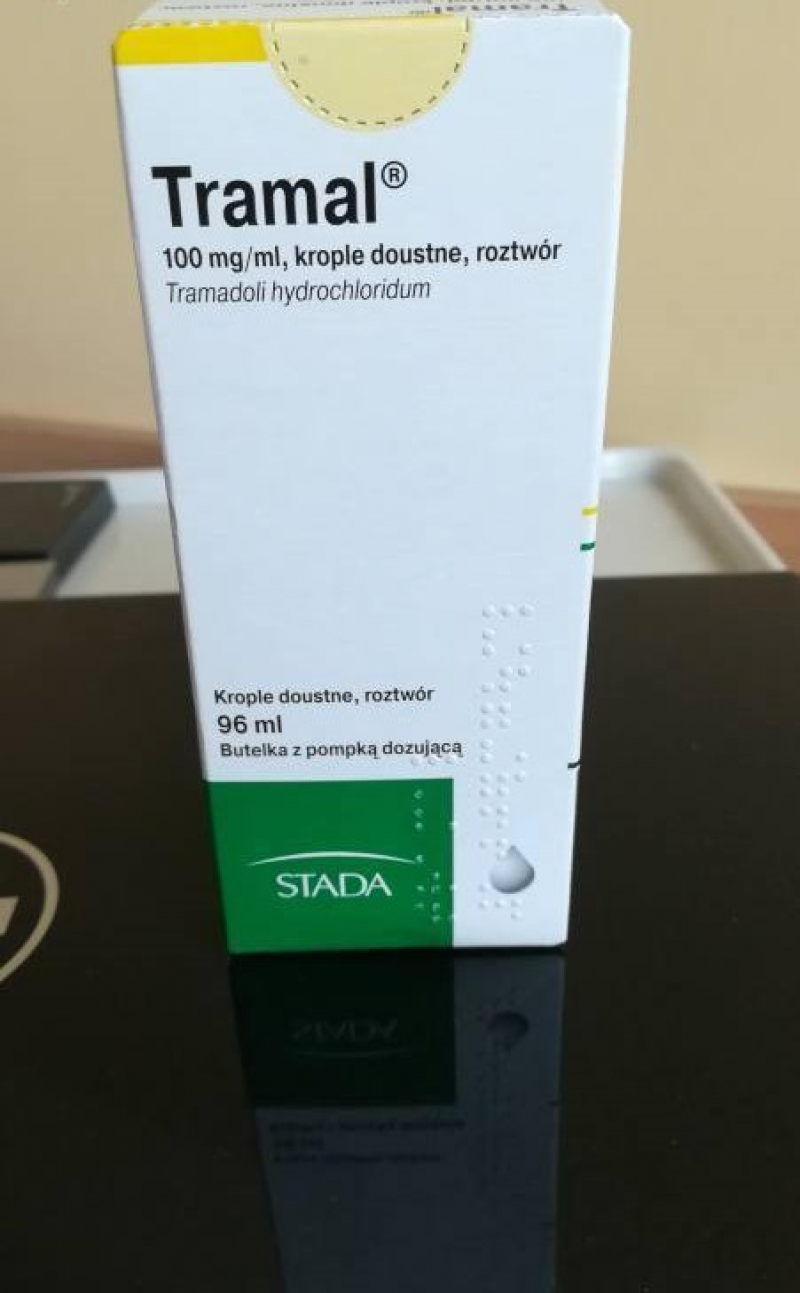 Tramal®
100 mg/ml, krople doustne, roztwór
Tramadoli hydrochloridum
Krople doustne, roztwór
96 ml
Butelka z pompką dozującą
STADA